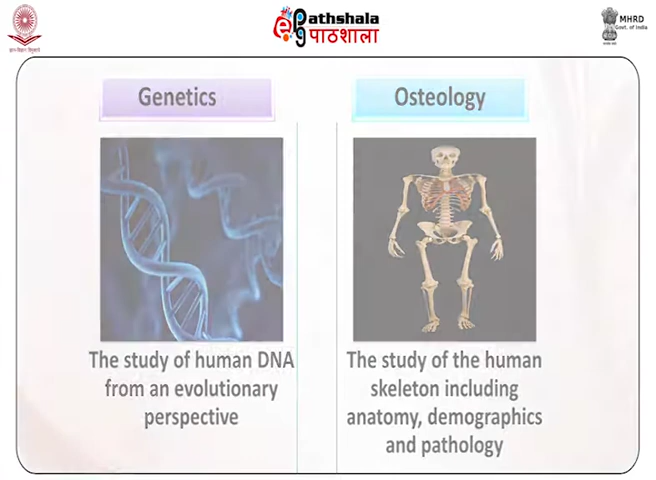 epg Pathshala
पाठशाला
MHRD
Govt. of India
Genetics
Osteology
The study of human DNA
from an evolutionary
perspective
The study of the human
skeleton including
anatomy, demographics
and pathology